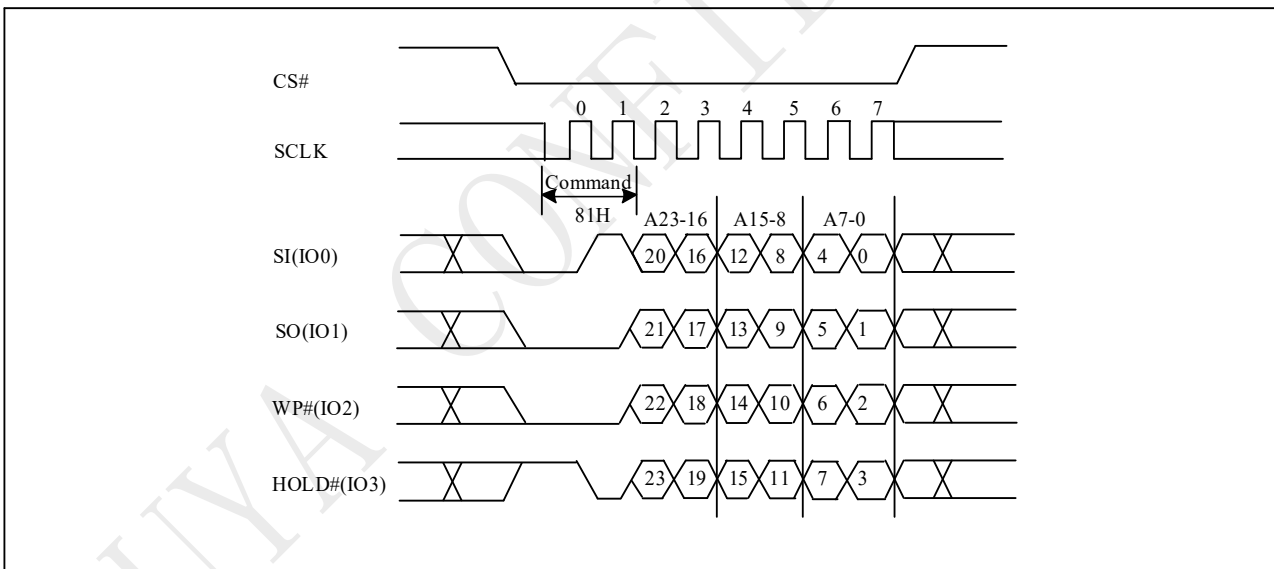 CS#
0 1 2 3 4 5 6 7
SCLK
Command
81H
A23-16 A15-8 A7-0
SI(IO0)
20 16 12 8 4 0
SO(IO1)
21 17 13 9 5 1
WP#(IO2)
22 18 14 10 6 2
HOLD#(IO3)
23 19 15 11 7 3